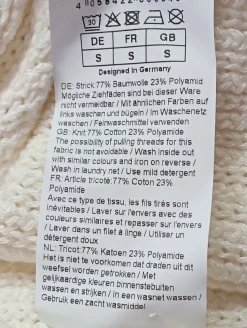 4 058422
30
DE FR GB
S S S
Designed in Germany
DE: Strick 77% Baumwolle 23% Polyamid
Mögliche Ziehfäden sind bei dieser Ware
nicht vermeidbar / Mit ähnlichen Farben auf
links waschen und bügeln / im Waschenetz
waschen / Feinwaschmittel verwenden
GB: Knit 77% Cotton 23% Polyamide
The possibility of pulling threads for this
fabric is not avoidable / Wash inside out
with similar colours and iron on reverse /
Wash in laundry net / Use mild detergent
FR: Article tricoté: 77% Coton 23%
Polyamide
Avec ce type de tissu, les fils tirés sont
inévitables / Laver sur l'envers avec des
couleurs similaires et repasser sur l'envers
/ Laver dans un filet à linge / Utiliser un
détergent doux
NL: Tricot: 77% Katoen 23% Polyamide
Het is niet te voorkomen dat draden uit dit
weefsel worden getrokken / Met
gelijkaardige kleuren binnenstebuiten
wassen en strijken / in een wasnet wassen /
Gebruik een zacht wasmiddel